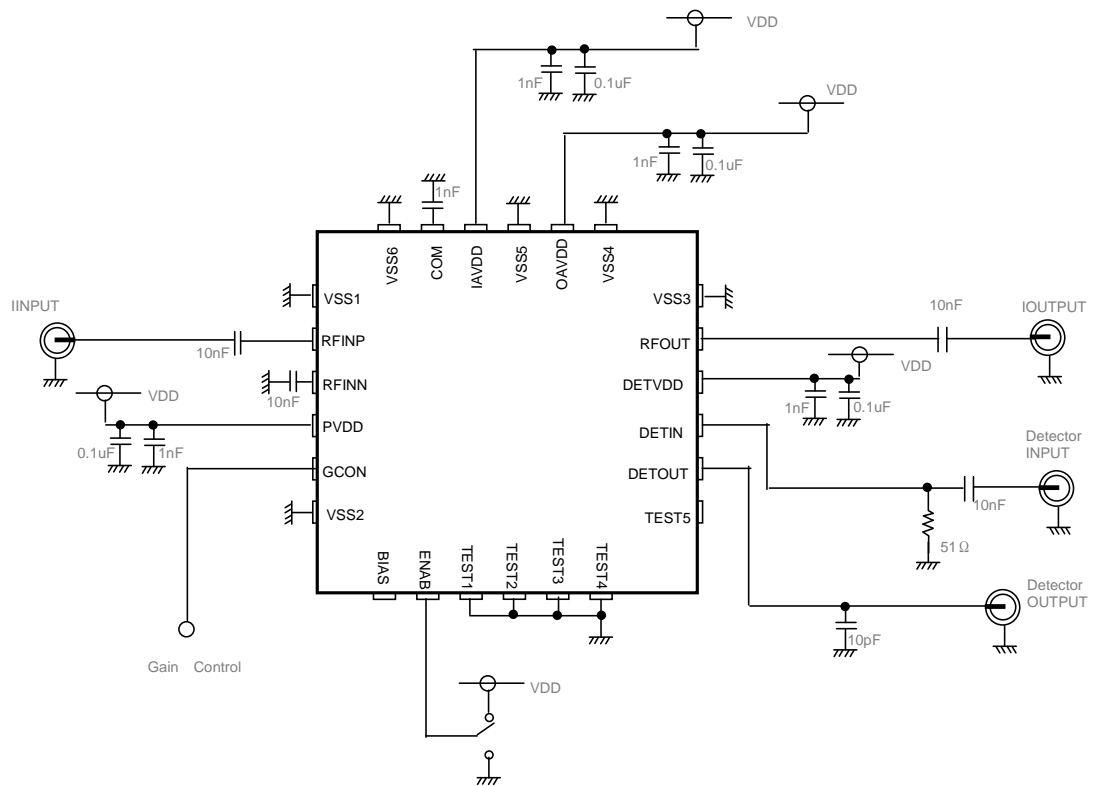 VDD
1nF
0.1uF
VDD
1nF
0.1uF
1nF
VSS6
COM
IAVDD
VSS5
OAVDD
VSS4
IINPUT
10nF
VSS1
RFINP
RFINN
10nF
VDD
PVDD
0.1uF
1nF
GCON
VSS2
VSS3
10nF
IOUTPUT
RFOUT
VDD
DETVDD
1nF
0.1uF
DETIN
Detector
INPUT
10nF
DETOUT
51Ω
TEST5
Detector
OUTPUT
10pF
BIAS
ENAB
TEST1
TEST2
TEST3
TEST4
Gain Control
VDD